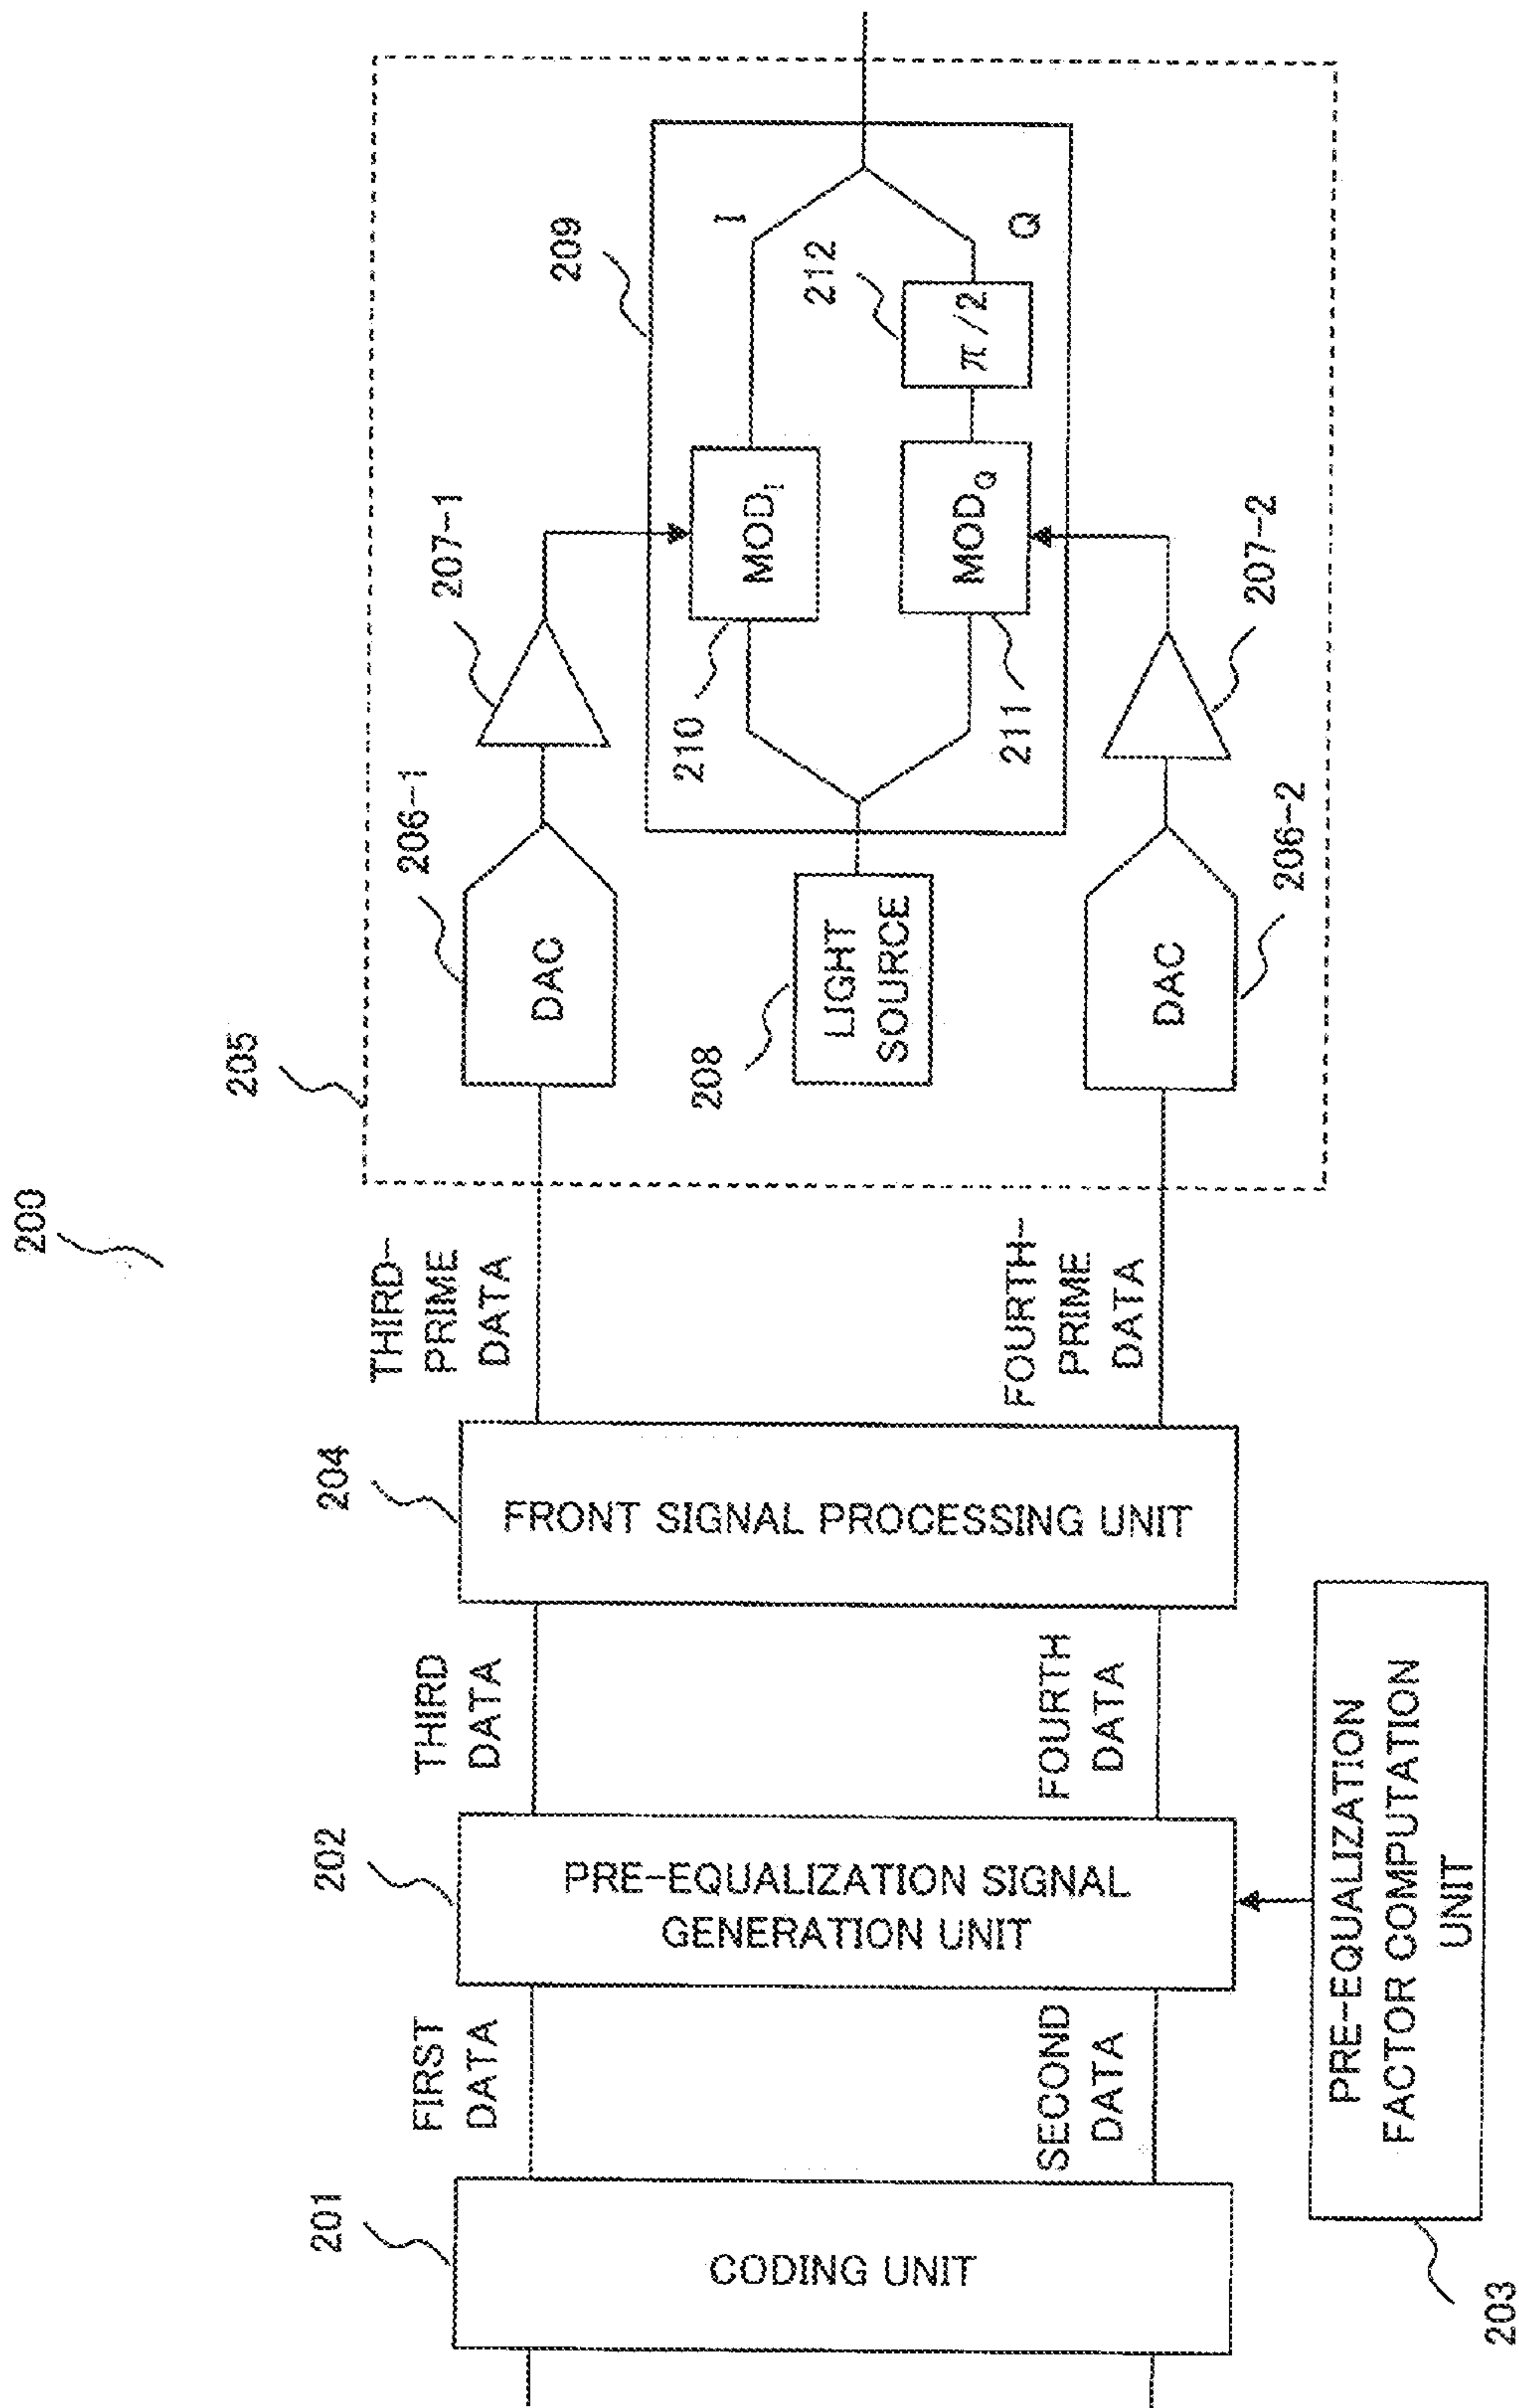 200
205
206-1
207-1
209
I
THIRD-
PRIME
DATA
204
THIRD
DATA
202
FIRST
DATA
201
DAC
210
MOD_I
212
π/2
Q
208
LIGHT
SOURCE
211
MOD_Q
CODING UNIT
PRE-EQUALIZATION SIGNAL
GENERATION UNIT
FRONT SIGNAL PROCESSING UNIT
SECOND
DATA
FOURTH
DATA
FOURTH-
PRIME
DATA
DAC
206-2
207-2
PRE-EQUALIZATION
FACTOR COMPUTATION
UNIT
203